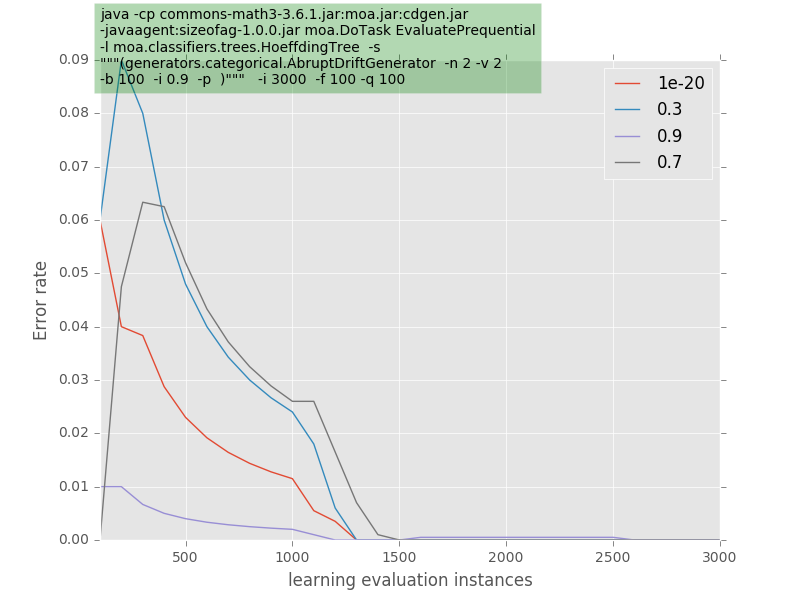 java -cp commons-math3-3.6.1.jar:moa.jar:cdgen.jar
-javaagent:sizeofag-1.0.0.jar moa.DoTask EvaluatePrequential
-l moa.classifiers.trees.HoeffdingTree -s
"""(generators.categorical.AbruptDriftGenerator -n 2 -v 2
-b 100 -i 0.9 -p )""" -i 3000 -f 100 -q 100
0.09
0.08
0.07
0.06
0.05
0.04
0.03
0.02
0.01
0.00
Error rate
1e-20
0.3
0.9
0.7
500
1000
1500
2000
2500
3000
learning evaluation instances